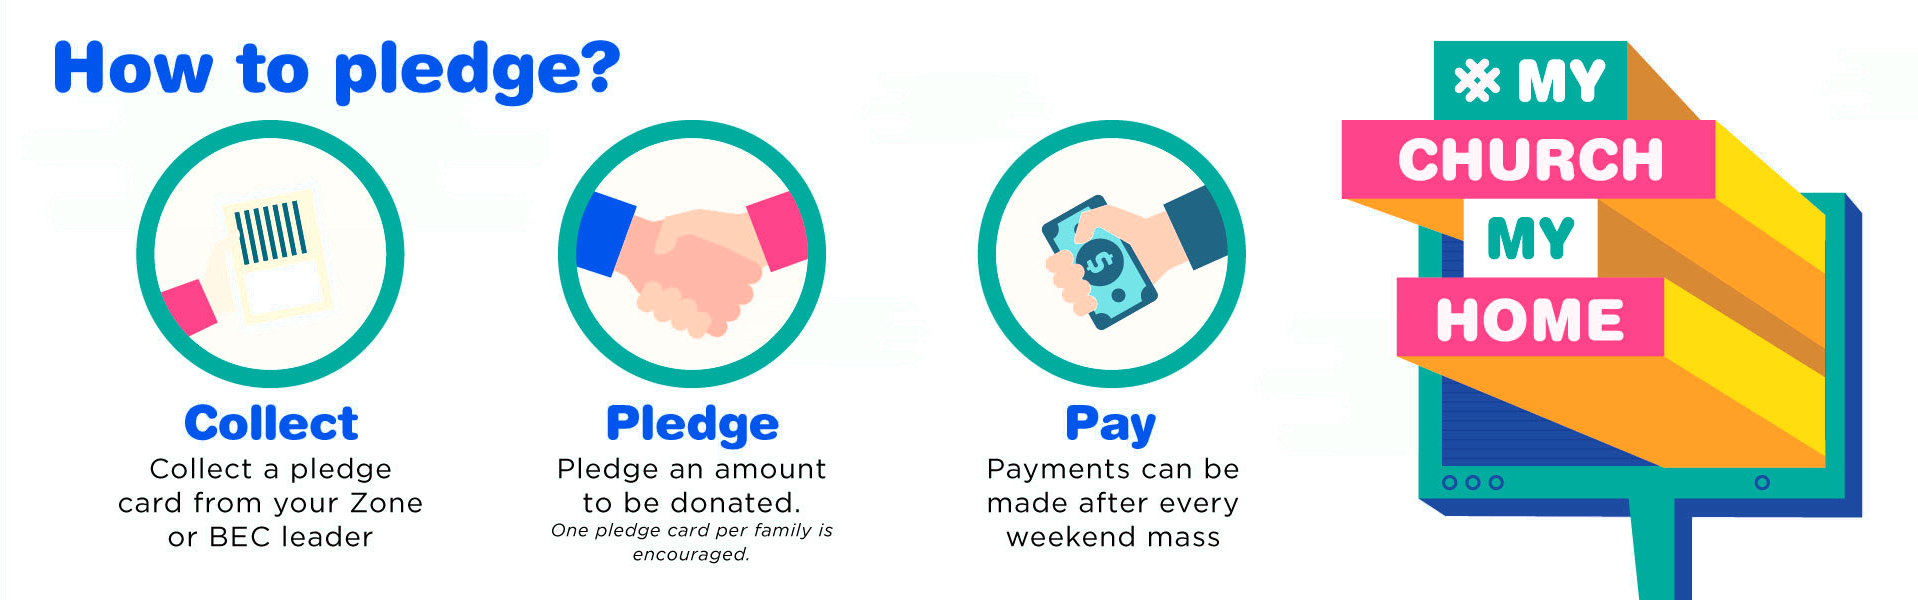 How to pledge?
Collect
Collect a pledge
card from your Zone
or BEC leader
Pledge
Pledge an amount
to be donated.
One pledge card per family is
encouraged.
$
Pay
Payments can be
made after every
weekend mass
# MY
CHURCH
MY
HOME